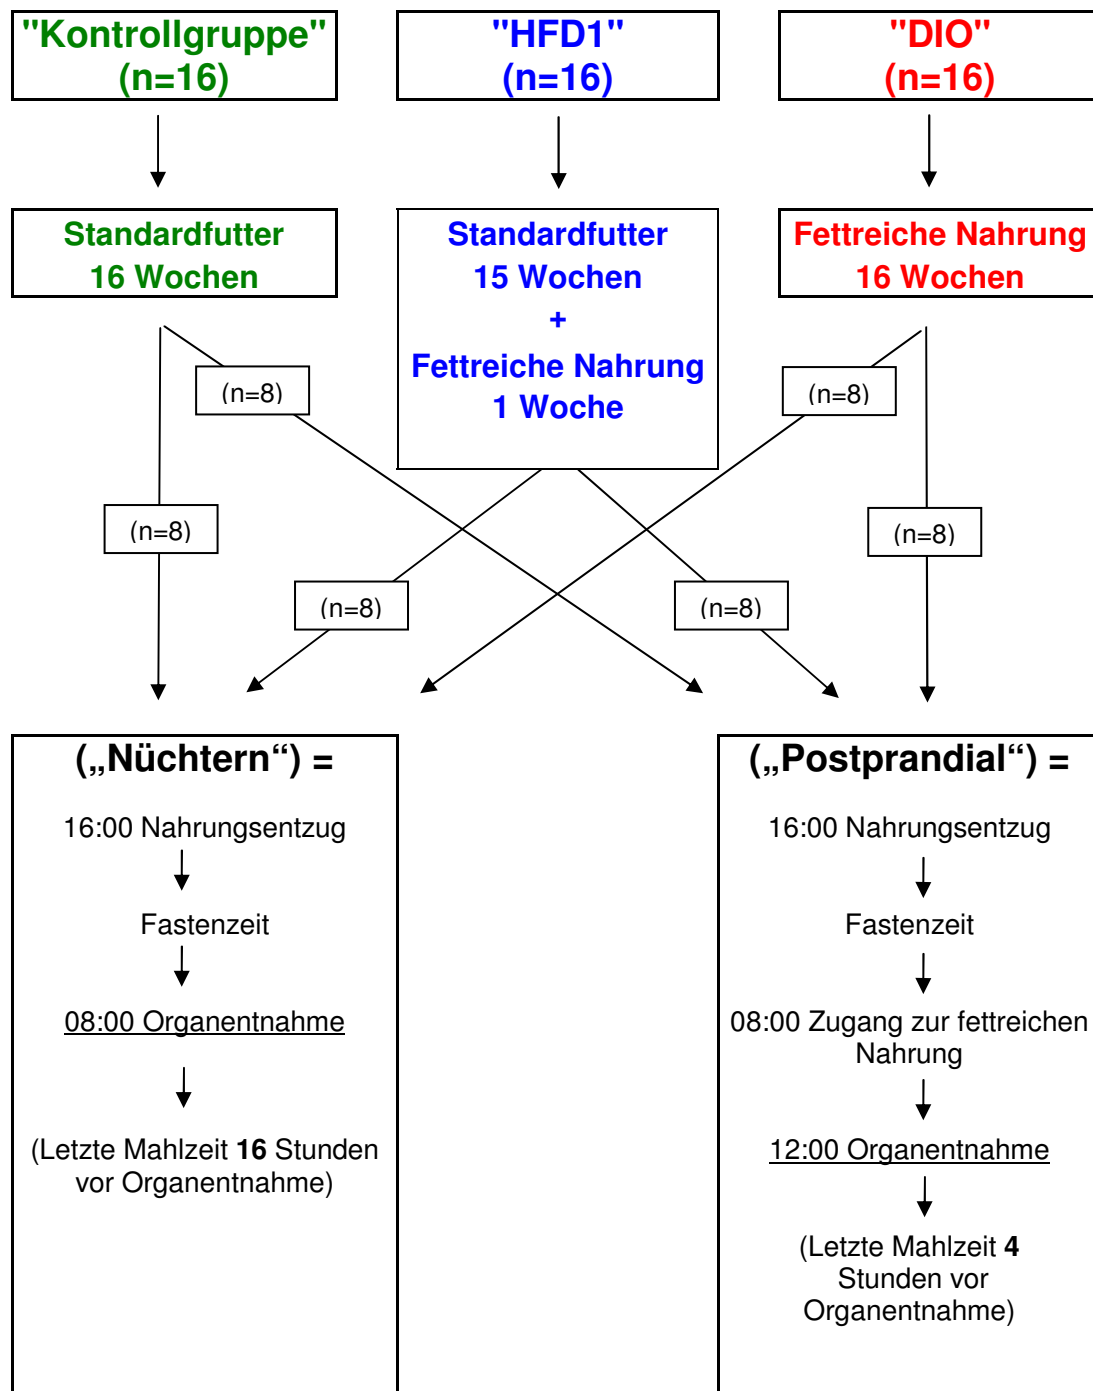 "Kontrollgruppe"
(n=16)
"HFD1"
(n=16)
"DIO"
(n=16)
Standardfutter
16 Wochen
Standardfutter
15 Wochen
+
Fettreiche Nahrung
1 Woche
Fettreiche Nahrung
16 Wochen
(n=8)
(n=8)
(n=8)
(n=8)
(n=8)
(n=8)
(„Nüchtern“) =
16:00 Nahrungsentzug
Fastenzeit
08:00 Organentnahme
(Letzte Mahlzeit 16 Stunden
vor Organentnahme)
(„Postprandial“) =
16:00 Nahrungsentzug
Fastenzeit
08:00 Zugang zur fettreichen
Nahrung
12:00 Organentnahme
(Letzte Mahlzeit 4
Stunden vor
Organentnahme)